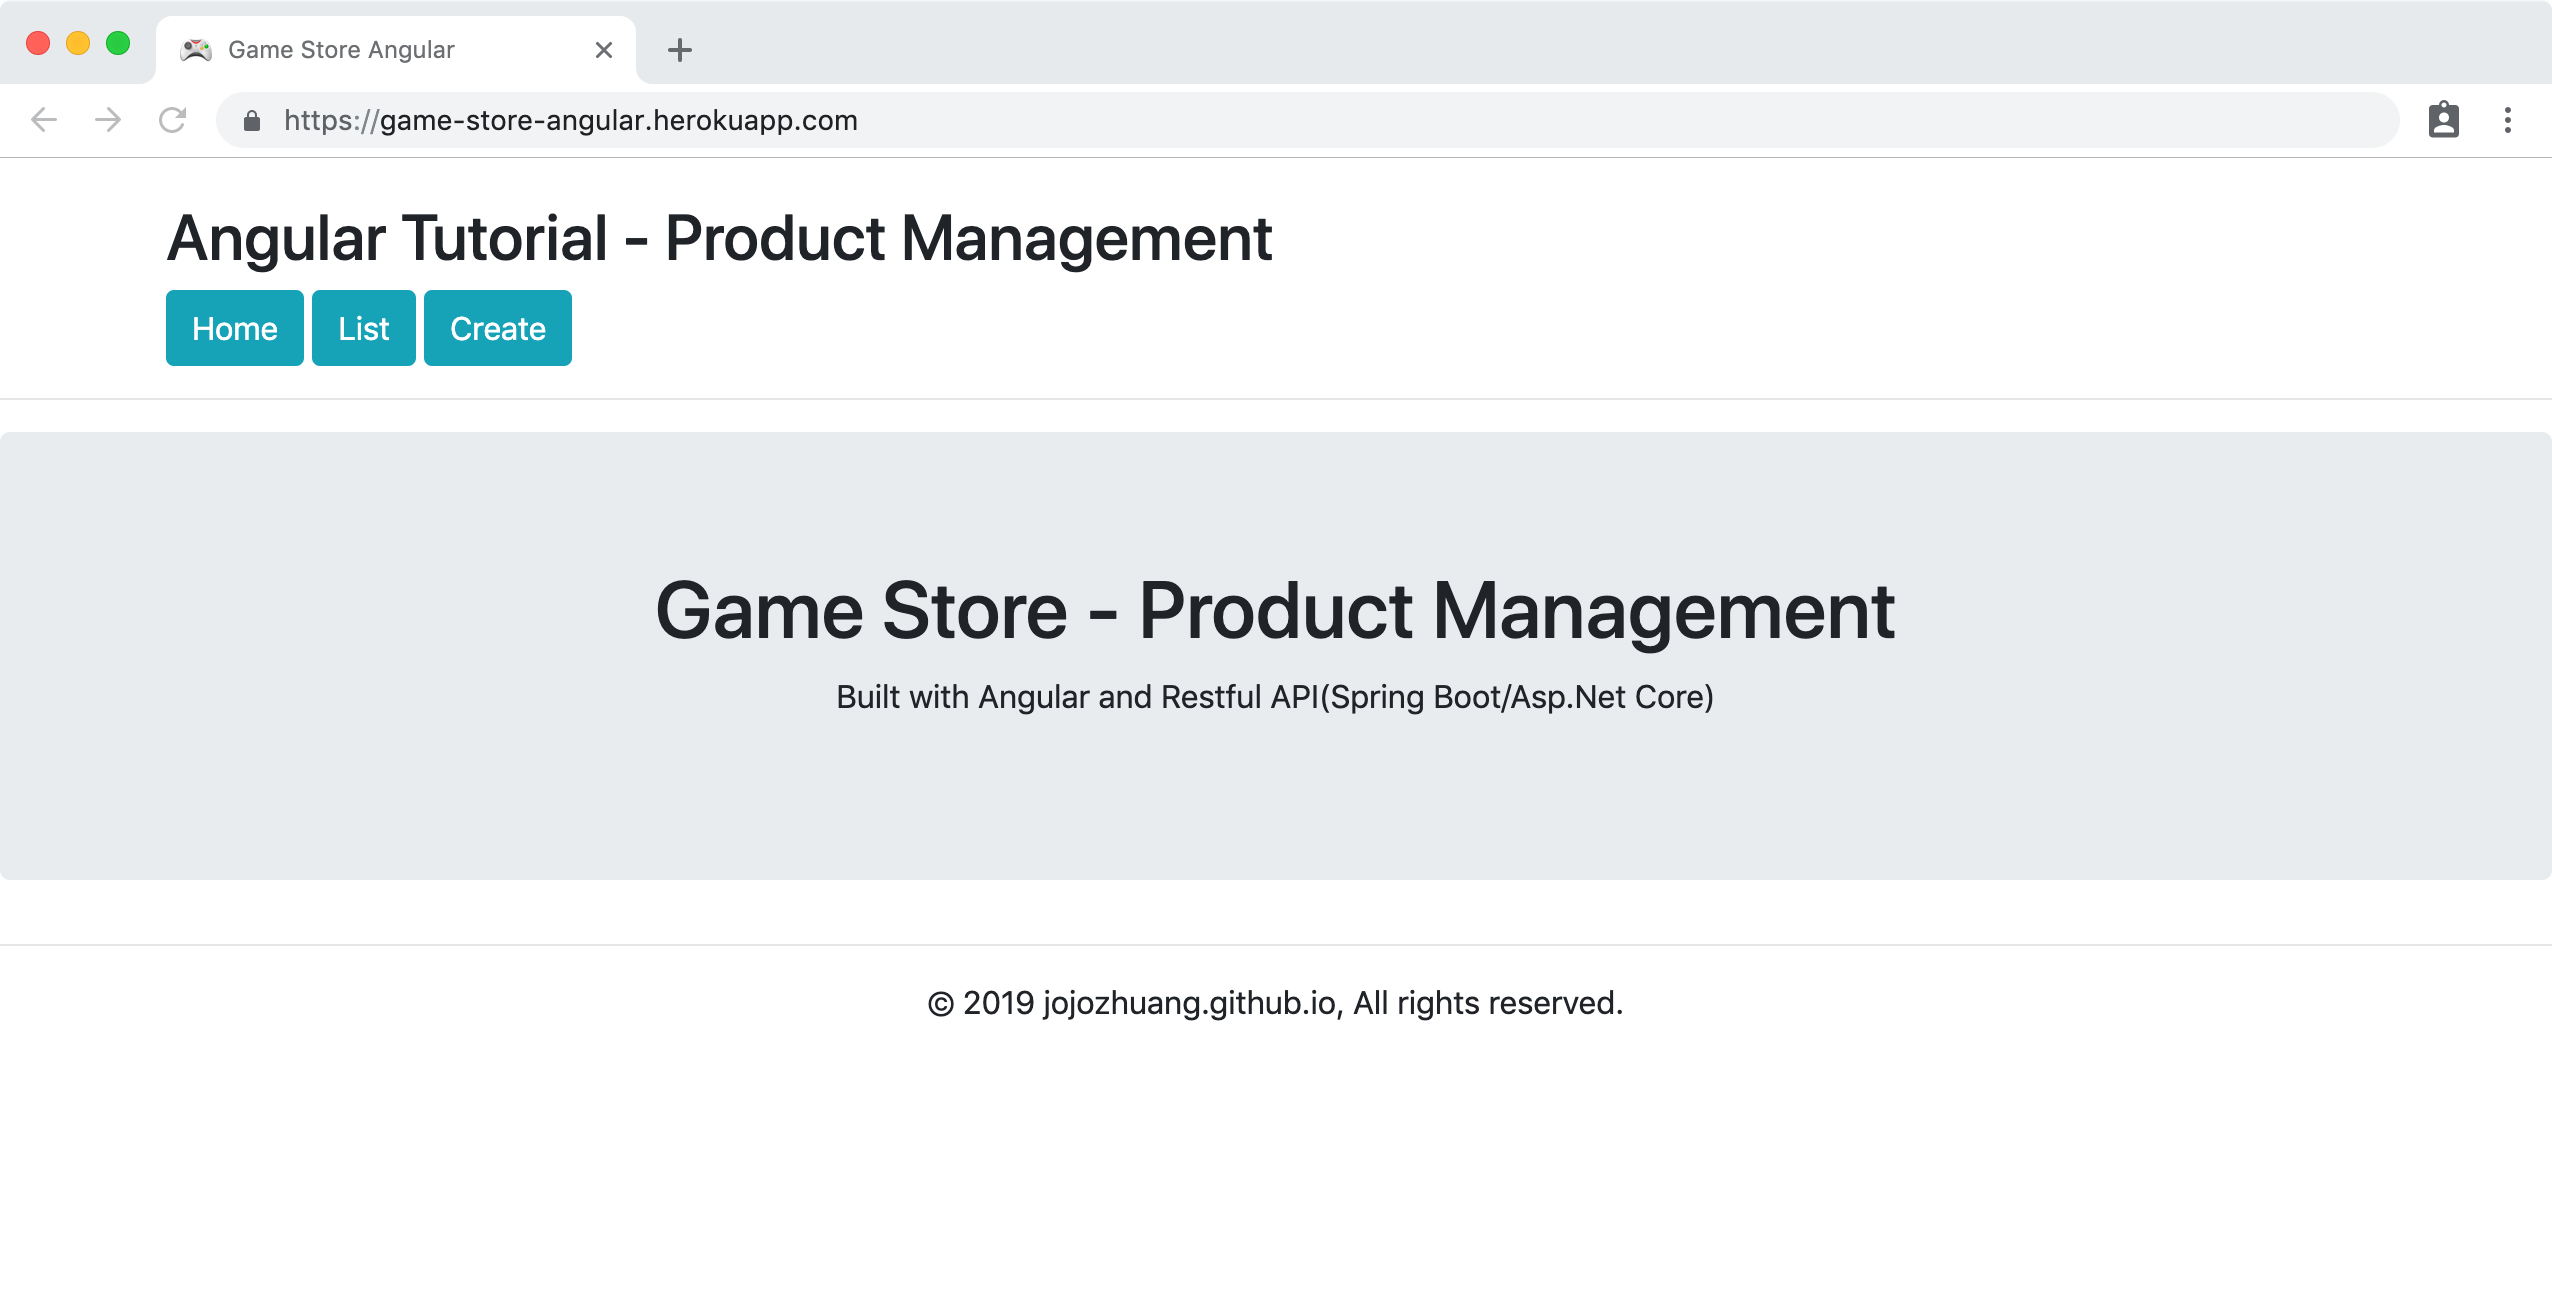 Game Store Angular
https://game-store-angular.herokuapp.com
Angular Tutorial - Product Management
Home List Create
Game Store - Product Management
Built with Angular and Restful API(Spring Boot/Asp.Net Core)
© 2019 jojozhuang.github.io, All rights reserved.